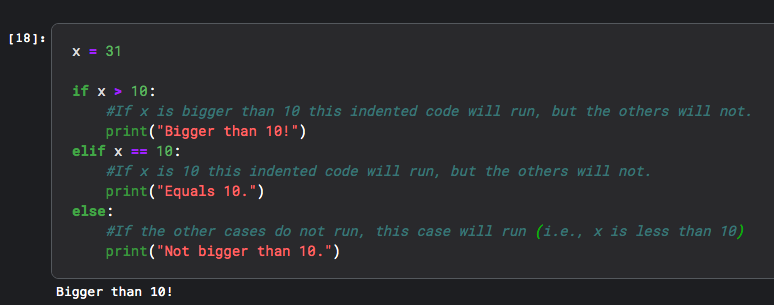 [18]:
x = 31
if x > 10:
#If x is bigger than 10 this indented code will run, but the others will not.
print("Bigger than 10!")
elif x == 10:
#If x is 10 this indented code will run, but the others will not.
print("Equals 10.")
else:
#If the other cases do not run, this case will run (i.e., x is less than 10)
print("Not bigger than 10.")
Bigger than 10!